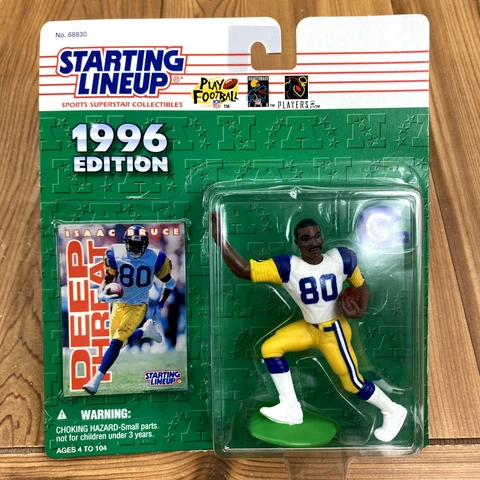 No. 68830
STARTING
LINEUP
SPORTS SUPERSTAR COLLECTIBLES
PLAY
FOOTBALL
NFL
PLAYERS
1996
EDITION
ISAAC BRUCE
DEEP
THREAT
80
STARTING
LINEUP
80
WARNING:
CHOKING HAZARD-Small parts.
not for children under 3 years.
AGES 4 TO 104